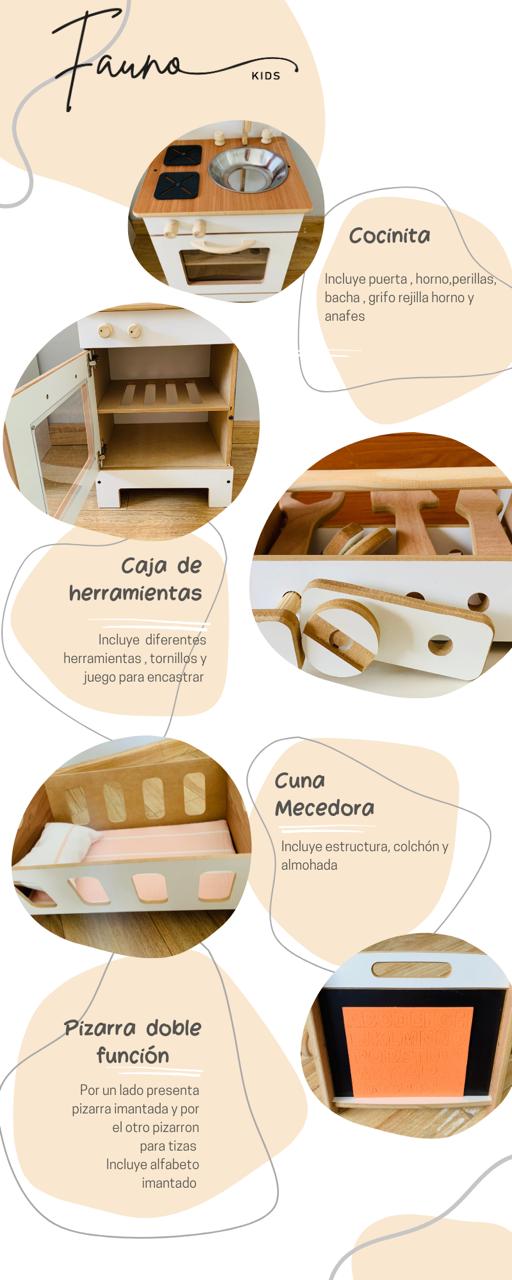 Fauno
KIDS
Cocinita
Incluye puerta , horno,perillas,
bacha , grifo rejilla horno y
anafes
Caja de
herramientas
Incluye diferentes
herramientas , tornillos y
juego para encastrar
Cuna
Mecedora
Incluye estructura, colchón y
almohada
Pizarra doble
función
Por un lado presenta
pizarra imantada y por
el otro pizarron
para tizas
Incluye alfabeto
imantado